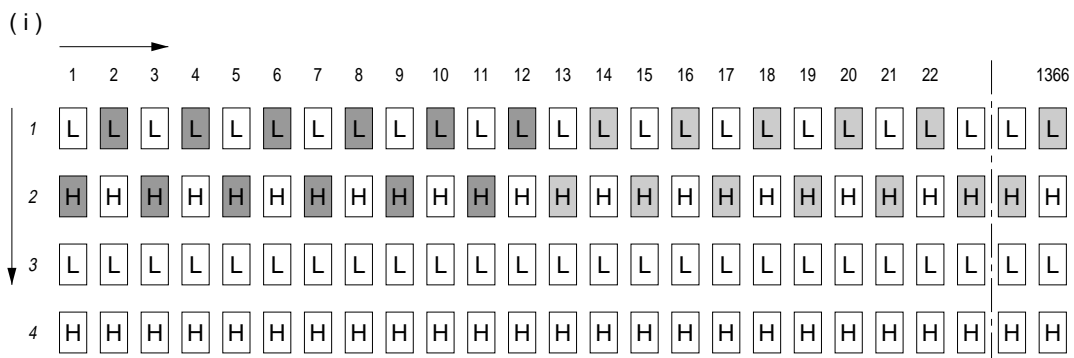 ( i )
1 2 3 4 5 6 7 8 9 10 11 12 13 14 15 16 17 18 19 20 21 22 1366
1 L L L L L L L L L L L L L L L L L L L L L L L L L
2 H H H H H H H H H H H H H H H H H H H H H H H H H
3 L L L L L L L L L L L L L L L L L L L L L L L L L
4 H H H H H H H H H H H H H H H H H H H H H H H H H